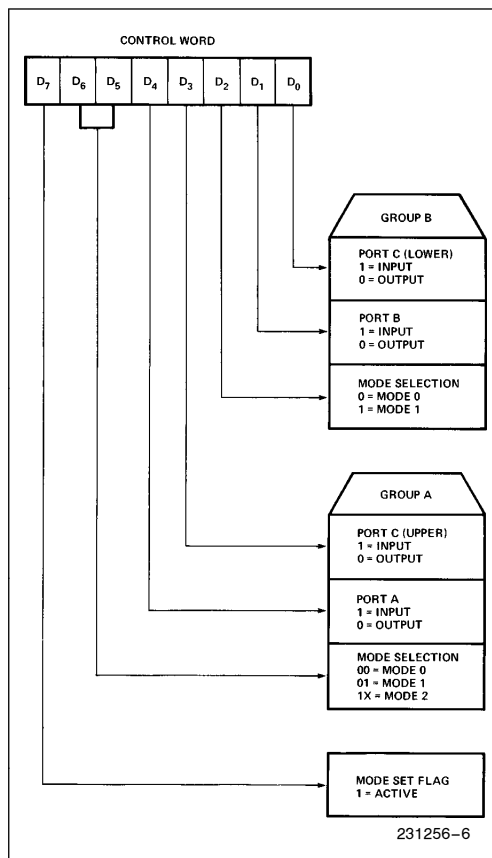 CONTROL WORD
D7 D6 D5 D4 D3 D2 D1 D0
GROUP B
PORT C (LOWER)
1 = INPUT
0 = OUTPUT
PORT B
1 = INPUT
0 = OUTPUT
MODE SELECTION
0 = MODE 0
1 = MODE 1
GROUP A
PORT C (UPPER)
1 = INPUT
0 = OUTPUT
PORT A
1 = INPUT
0 = OUTPUT
MODE SELECTION
00 = MODE 0
01 = MODE 1
1X = MODE 2
MODE SET FLAG
1 = ACTIVE
231256–6